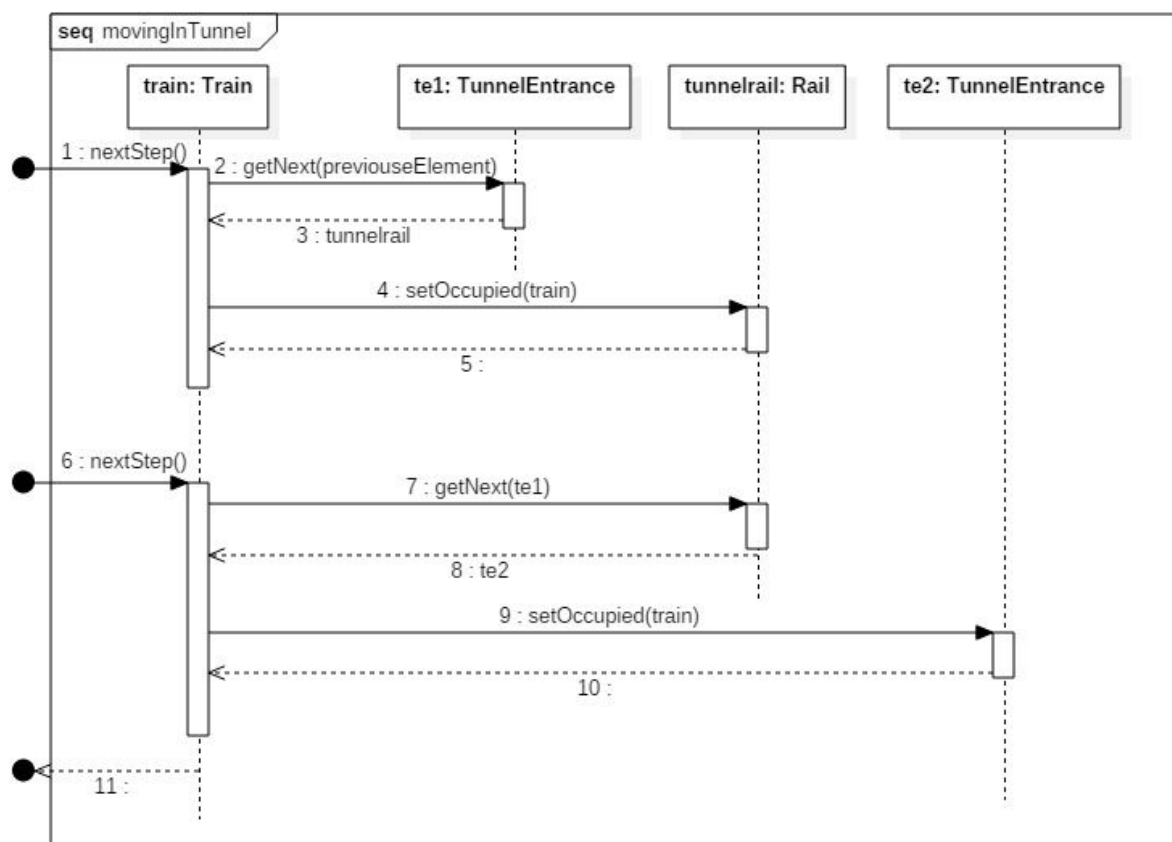 seq movingInTunnel
train: Train
te1: TunnelEntrance
tunnelrail: Rail
te2: TunnelEntrance
1 : nextStep()
2 : getNext(previouseElement)
3 : tunnelrail
4 : setOccupied(train)
5 :
6 : nextStep()
7 : getNext(te1)
8 : te2
9 : setOccupied(train)
10 :
11 :